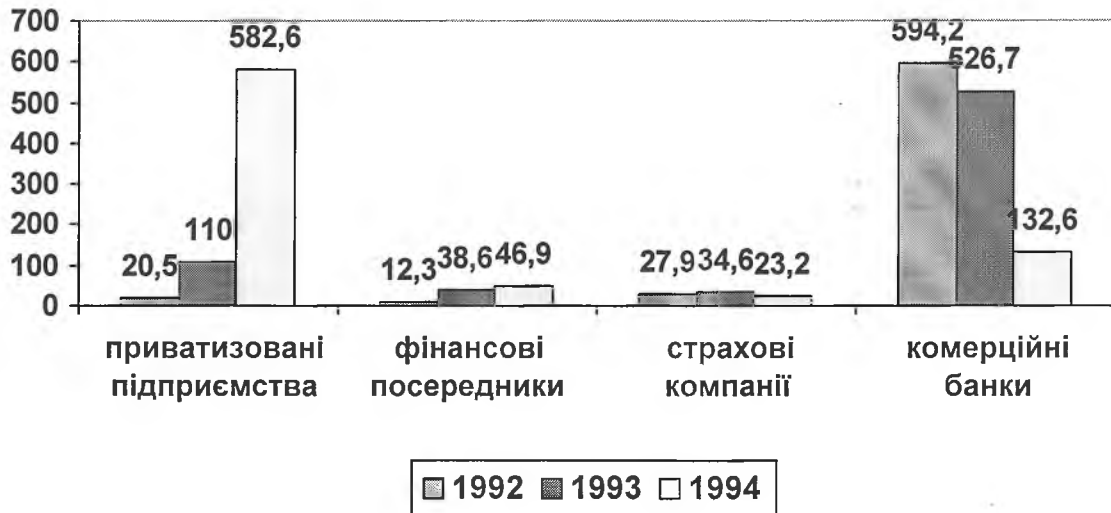 700
600
500
400
300
200
100
0
20,5
110
582,6
12,3
38,6
46,9
27,9
34,6
23,2
594,2
526,7
132,6
приватизовані
підприємства
фінансові
посередники
страхові
компанії
комерційні
банки
1992 1993 1994